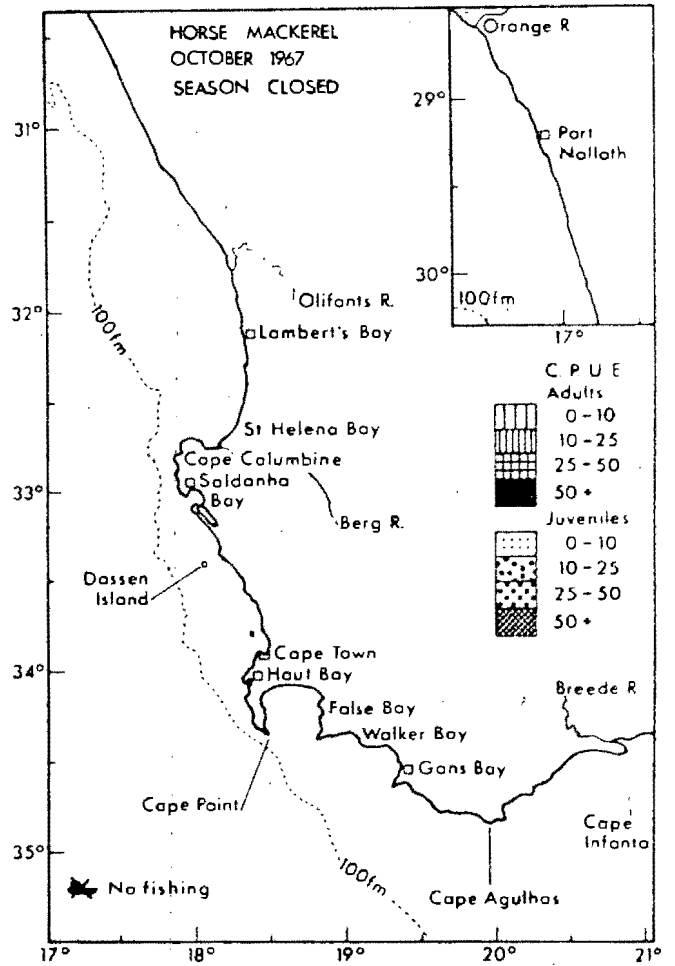 HORSE MACKEREL
OCTOBER 1967
SEASON CLOSED
Orange R
29°
Port
Nolloth
30°
100fm
17°
31°
32°
33°
34°
35°
100fm
Olifants R.
Lambert's Bay
St Helena Bay
Cape Columbine
Saldanha
Bay
Berg R.
Dassen
Island
Cape Town
Haut Bay
False Bay
Walker Bay
Gans Bay
Breede R
Cape Point
Cape
Infanta
Cape Agulhas
100fm
No fishing
C. P. U E
Adults
0-10
10-25
25-50
50+
Juveniles
0-10
10-25
25-50
50+
17°
18°
19°
20°
21°